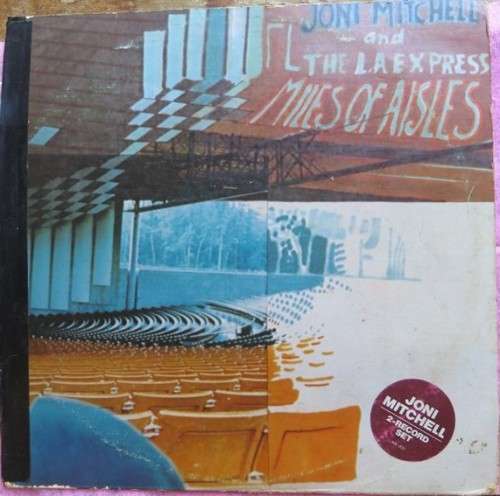 JONI MITCHELL
and
THE L.A EXPRESS
MILES OF AISLES
JONI
MITCHELL
2-RECORD
SET